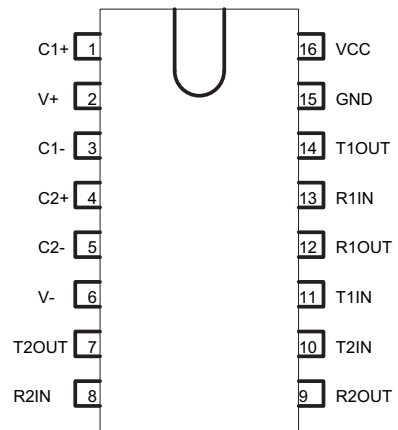 C1+ 1 16 VCC
V+ 2 15 GND
C1- 3 14 T1OUT
C2+ 4 13 R1IN
C2- 5 12 R1OUT
V- 6 11 T1IN
T2OUT 7 10 T2IN
R2IN 8 9 R2OUT